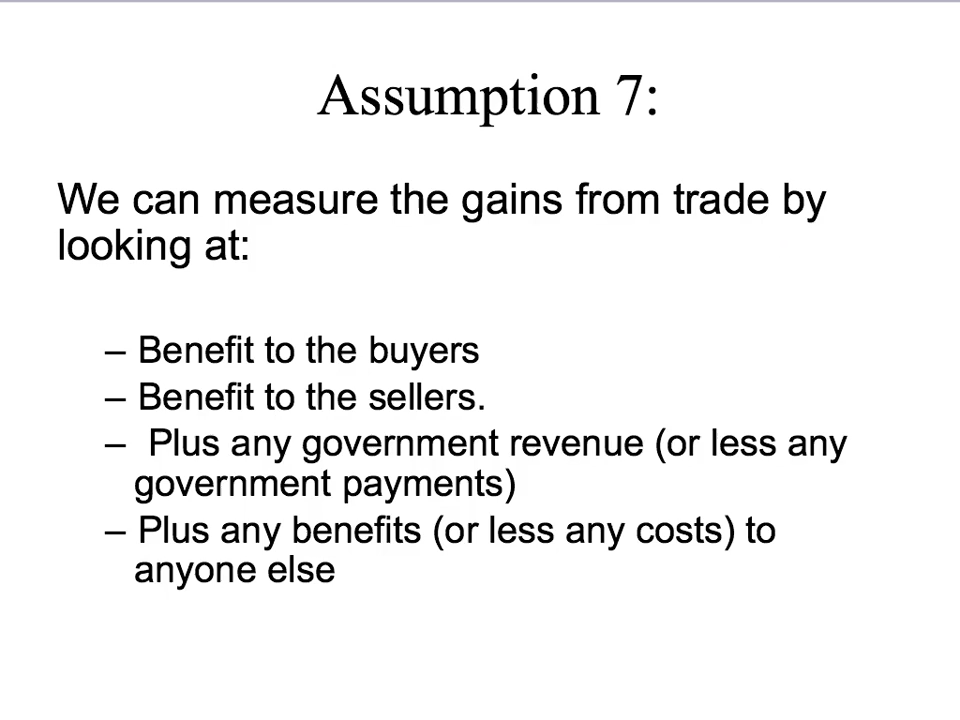 Assumption 7:
We can measure the gains from trade by
looking at:
– Benefit to the buyers
– Benefit to the sellers.
– Plus any government revenue (or less any
government payments)
– Plus any benefits (or less any costs) to
anyone else